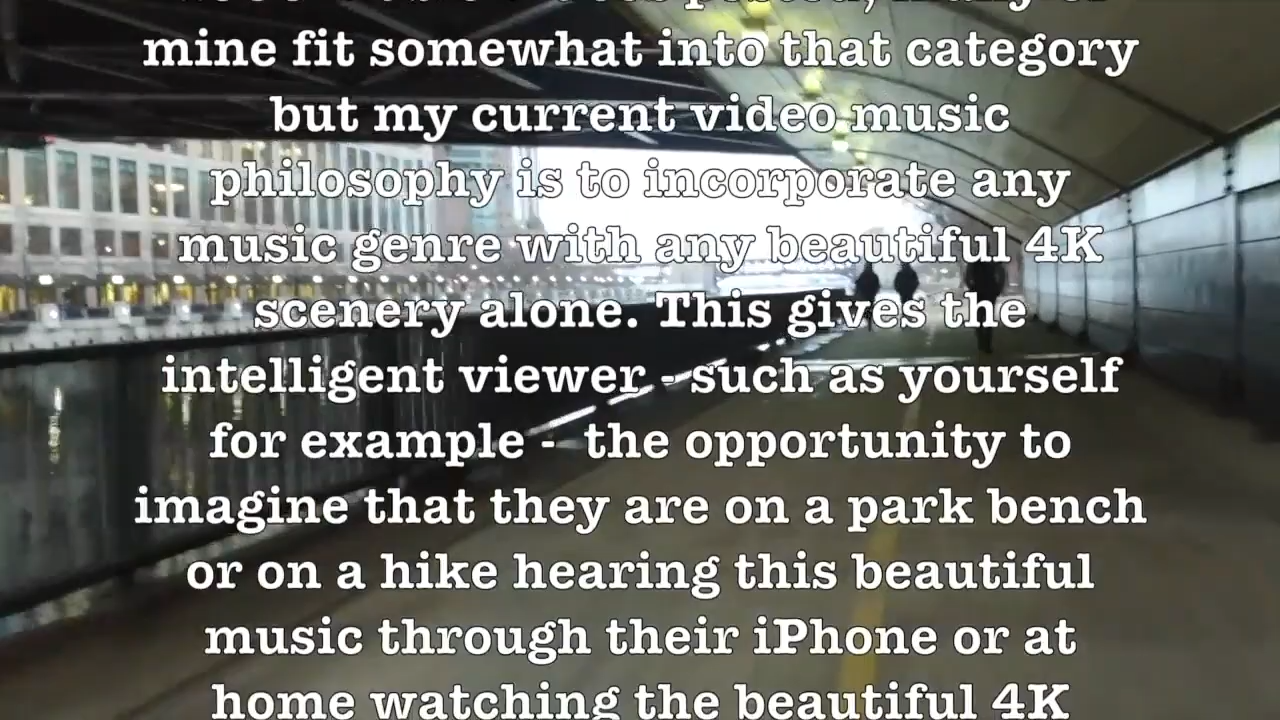 mine fit somewhat into that category
but my current video music
philosophy is to incorporate any
music genre with any beautiful 4K
scenery alone. This gives the
intelligent viewer - such as yourself
for example -  the opportunity to
imagine that they are on a park bench
or on a hike hearing this beautiful
music through their iPhone or at
home watching the beautiful 4K